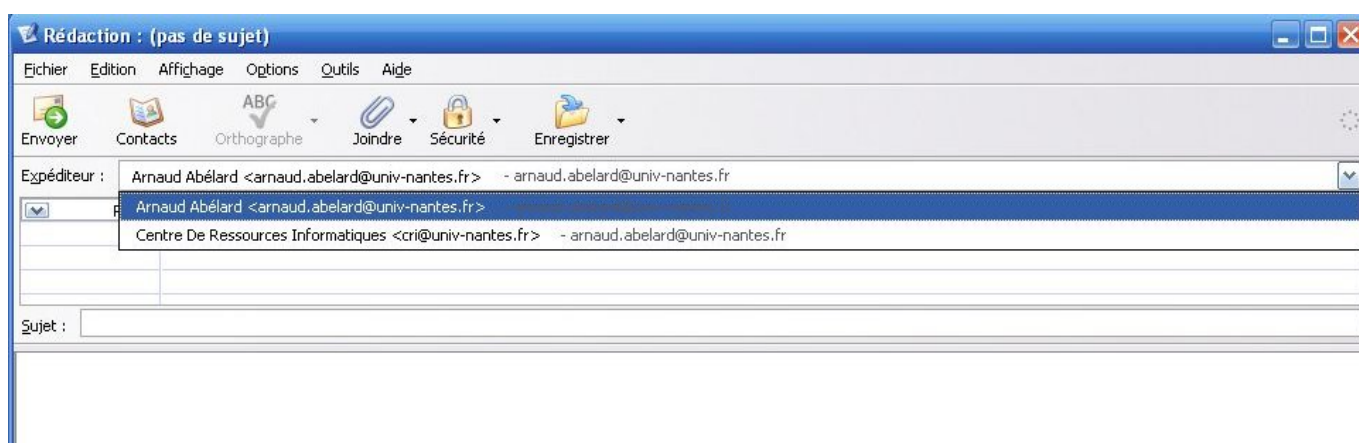 Rédaction : (pas de sujet)
Fichier Edition Affichage Options Outils Aide
ABC
Envoyer Contacts Orthographe Joindre Sécurité Enregistrer
Expéditeur : Arnaud Abélard <arnaud.abelard@univ-nantes.fr> - arnaud.abelard@univ-nantes.fr
Arnaud Abélard <arnaud.abelard@univ-nantes.fr>
Centre De Ressources Informatiques <cri@univ-nantes.fr> - arnaud.abelard@univ-nantes.fr
Sujet :